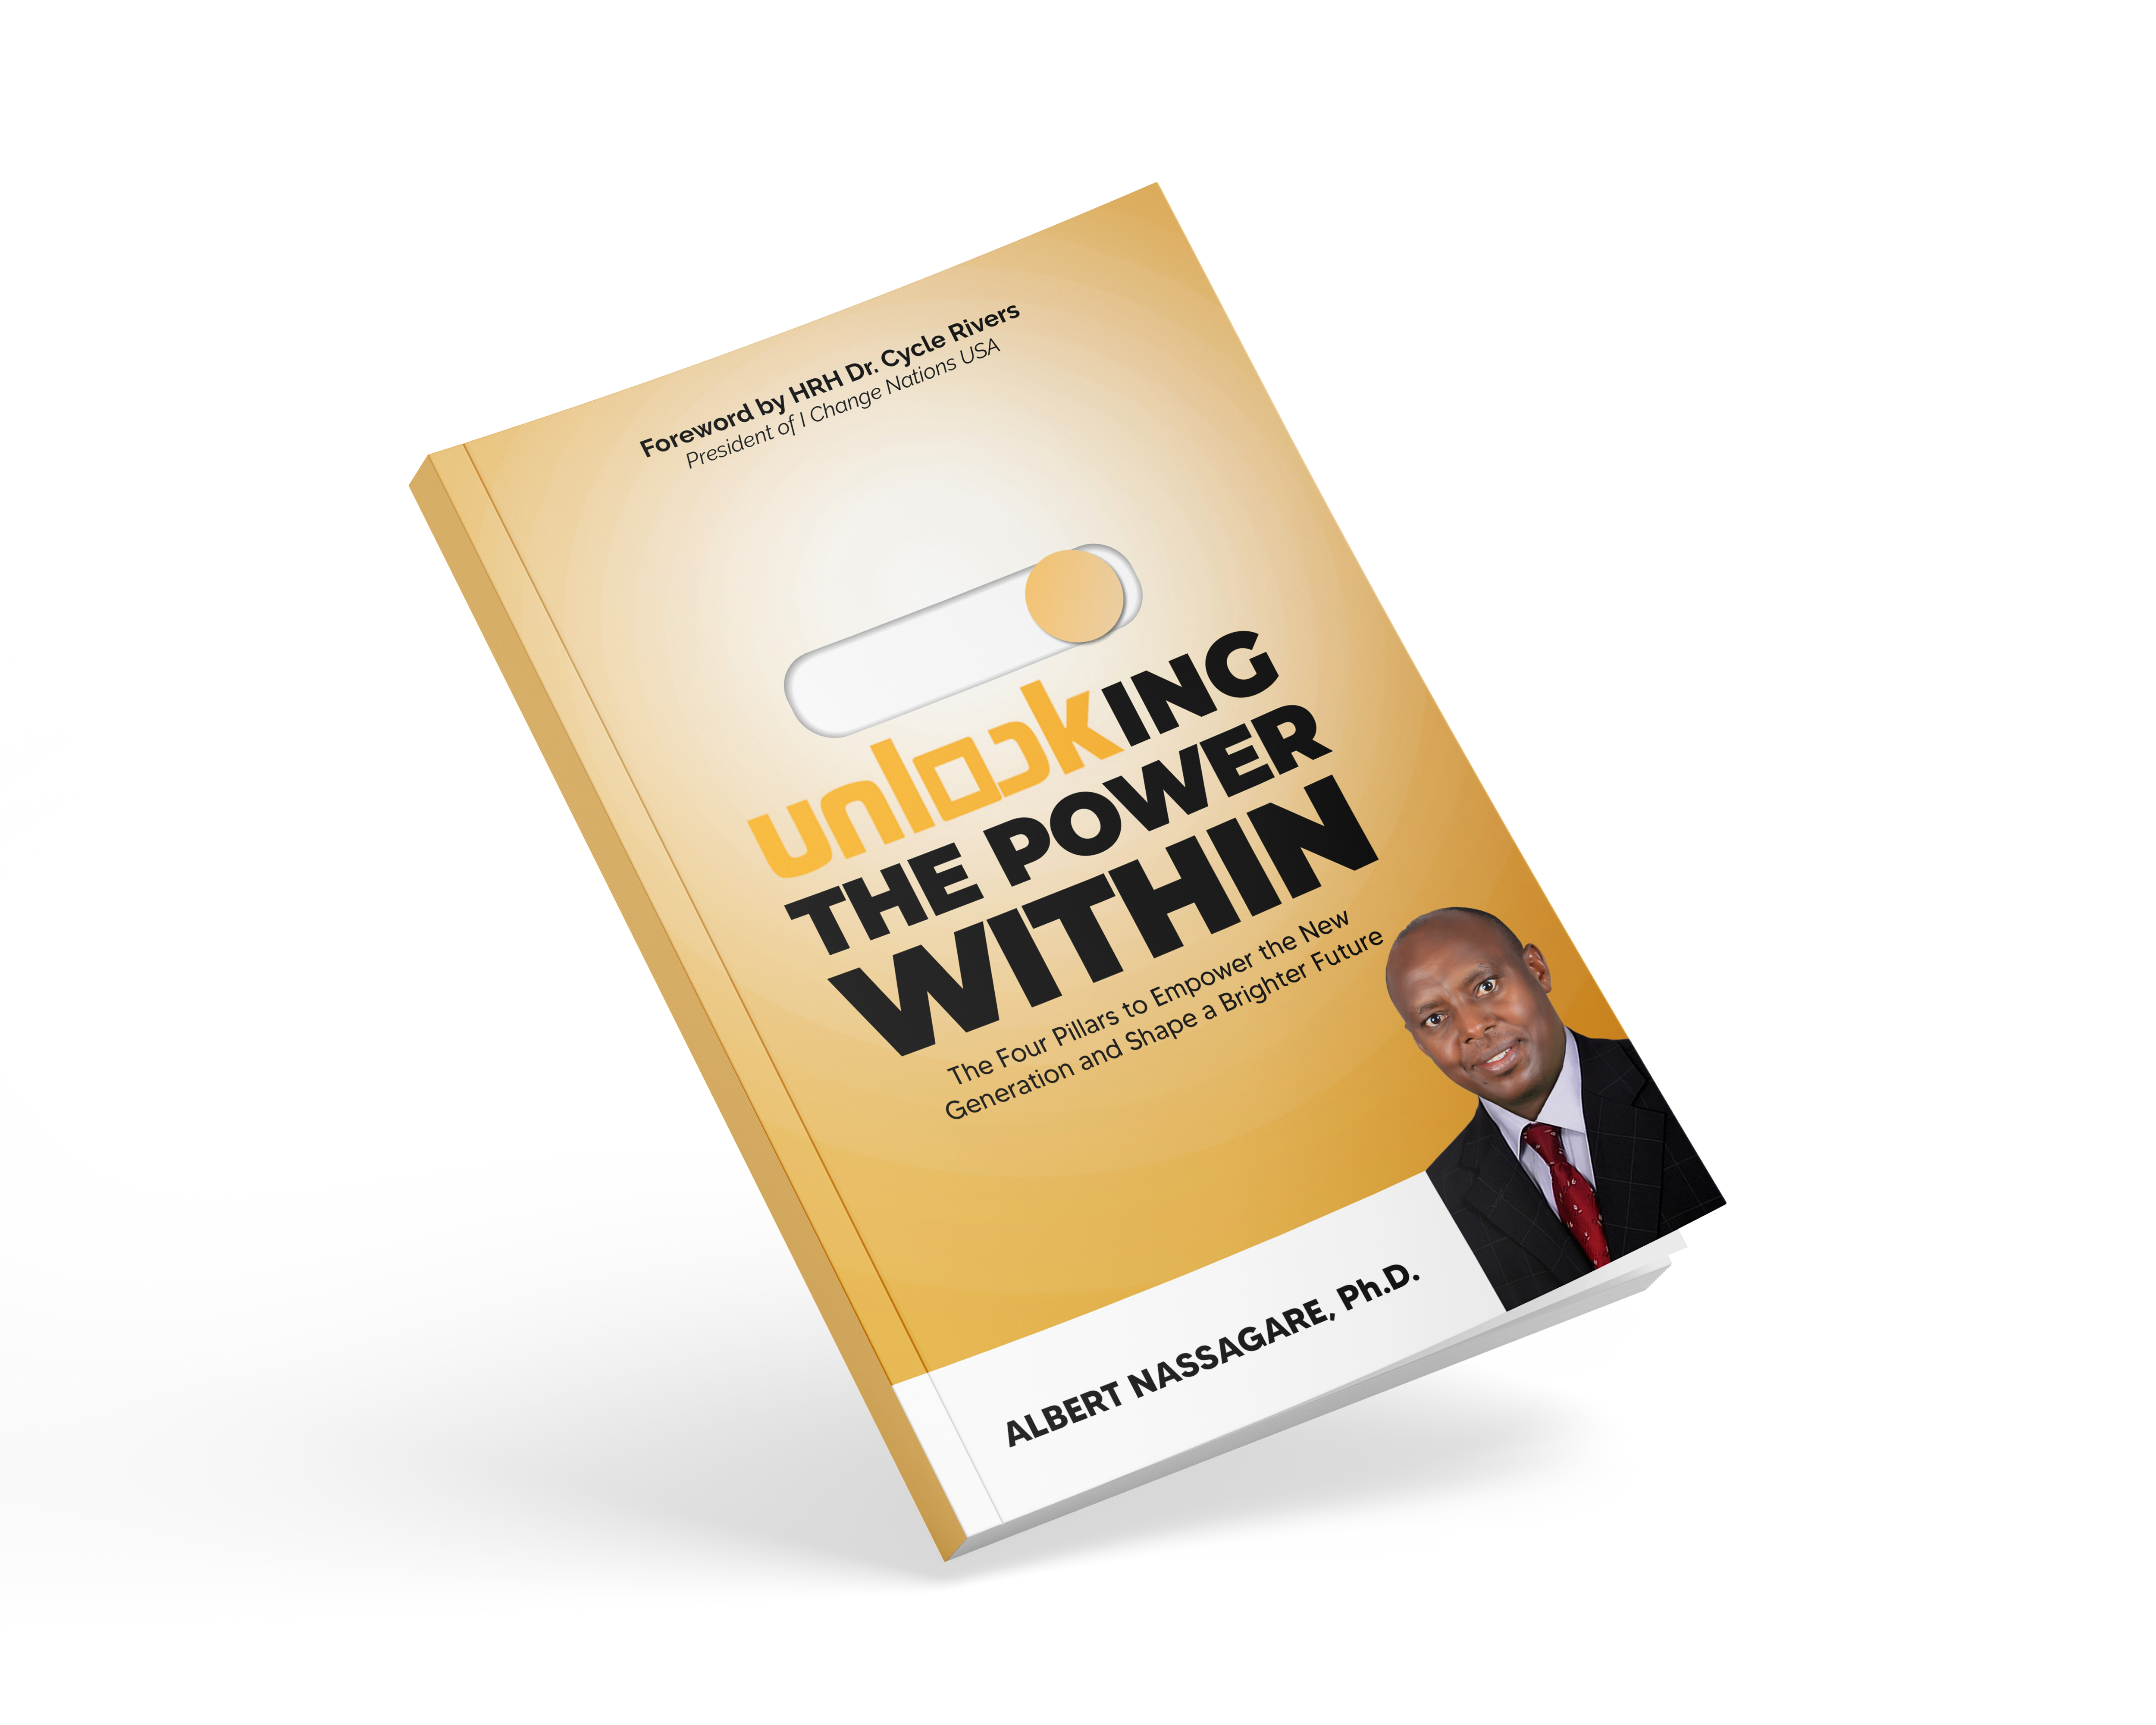 Foreword by HRH Dr. Cycle Rivers
President of I Change Nations USA
unlockING
THE POWER
WITHIN
The Four Pillars to Empower the New
Generation and Shape a Brighter Future
ALBERT NASSAGARE, Ph.D.